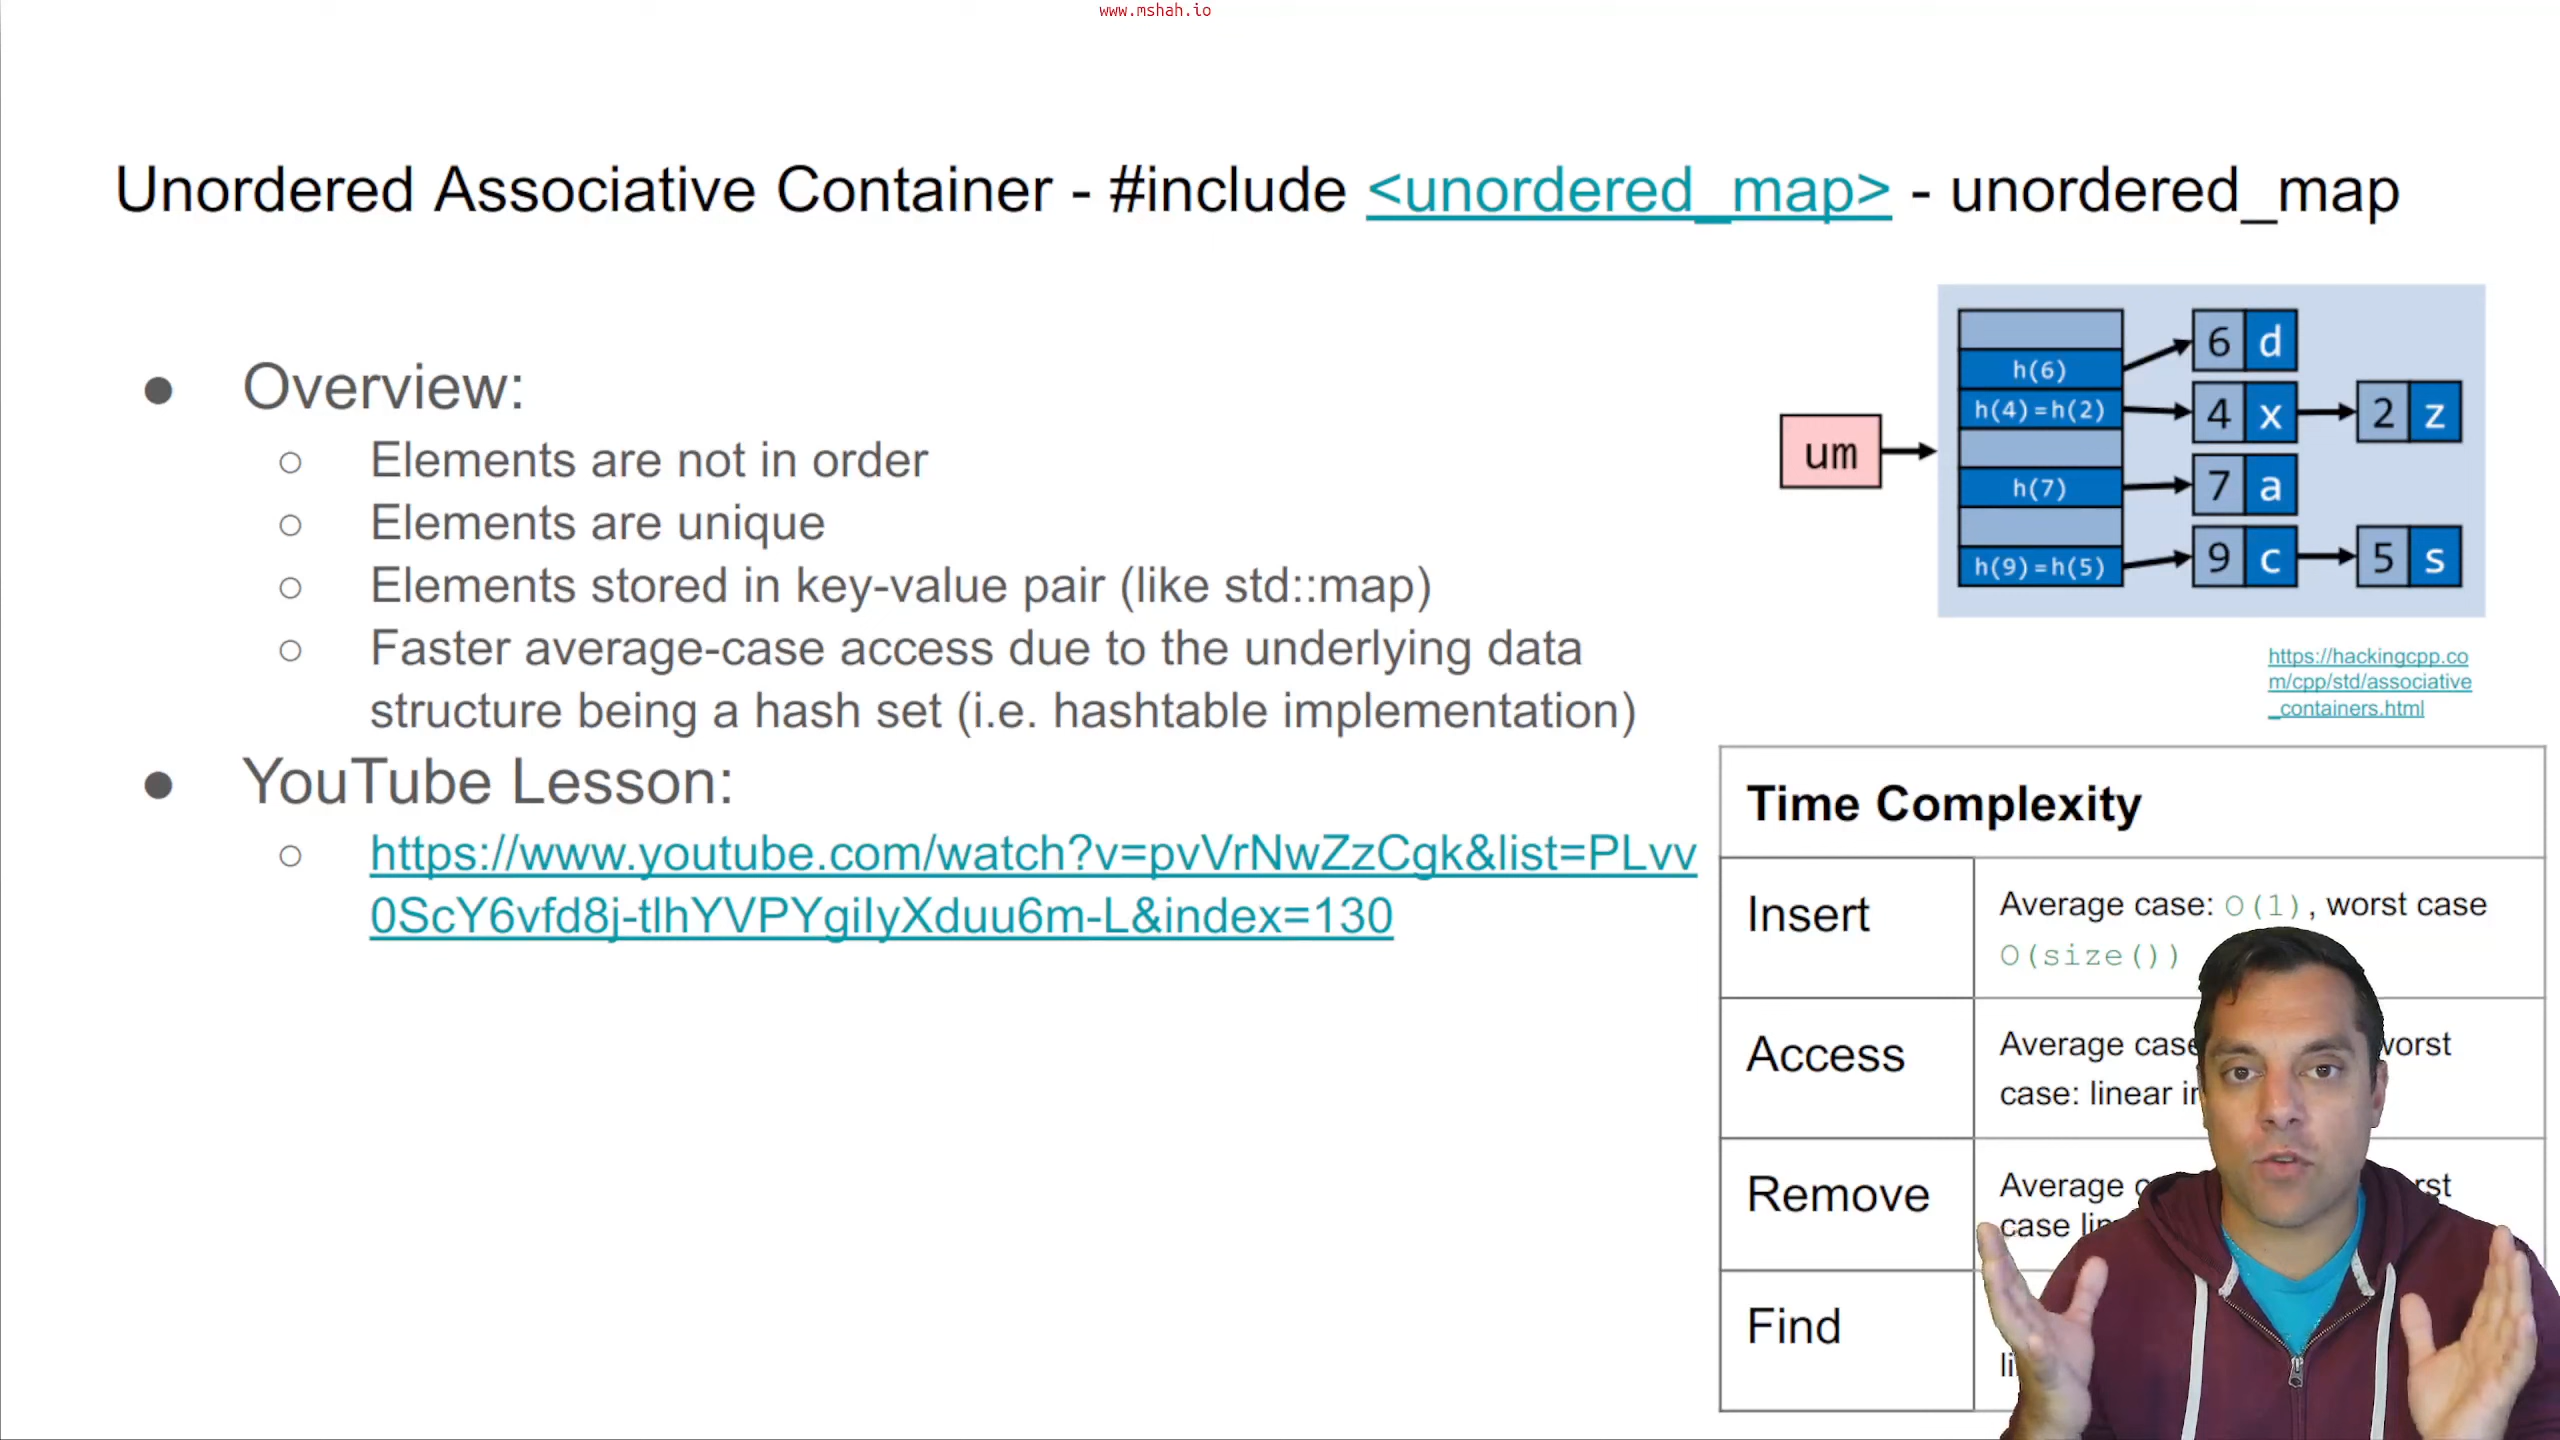 www.mshah.io
Unordered Associative Container - #include <unordered_map> - unordered_map
● Overview:
○ Elements are not in order
○ Elements are unique
○ Elements stored in key-value pair (like std::map)
○ Faster average-case access due to the underlying data
structure being a hash set (i.e. hashtable implementation)
● YouTube Lesson:
○ https://www.youtube.com/watch?v=pvVrNwZzCgk&list=PLvv
0ScY6vfd8j-tlhYVPYgiIyXduu6m-L&index=130
um
h(6)
h(4)=h(2)
h(7)
h(9)=h(5)
6 d
4 x 2 z
7 a
9 c 5 s
https://hackingcpp.co
m/cpp/std/associative
_containers.html
Time Complexity
Insert
Average case: O(1), worst case
O(size())
Access
Average case worst
case: linear
Remove
Average
case
Find